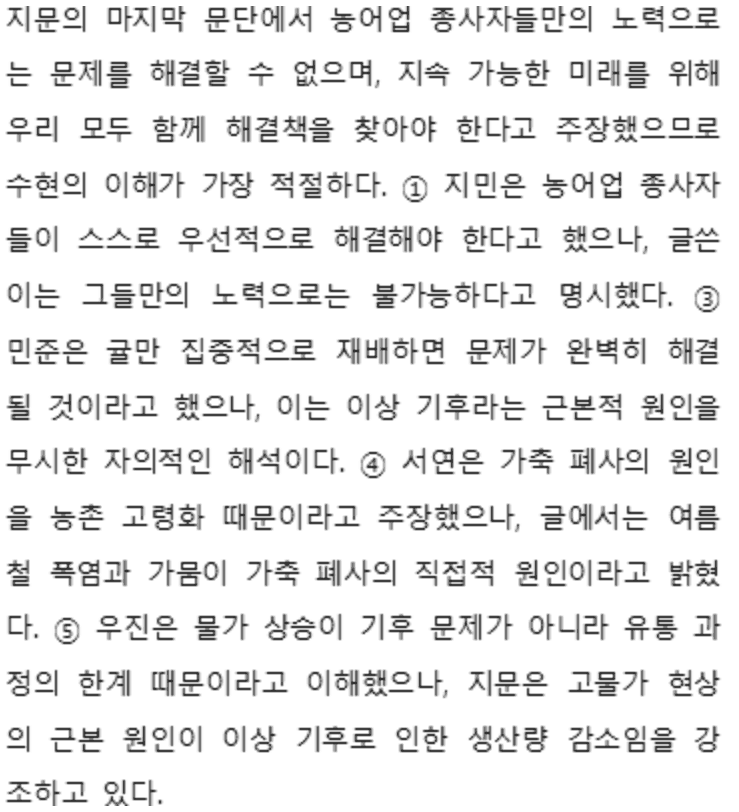 지문의 마지막 문단에서 농어업 종사자들만의 노력으로
는 문제를 해결할 수 없으며, 지속 가능한 미래를 위해
우리 모두 함께 해결책을 찾아야 한다고 주장했으므로
수현의 이해가 가장 적절하다. ① 지민은 농어업 종사자
들이 스스로 우선적으로 해결해야 한다고 했으나, 글쓴
이는 그들만의 노력으로는 불가능하다고 명시했다. ③
민준은 귤만 집중적으로 재배하면 문제가 완벽히 해결
될 것이라고 했으나, 이는 이상 기후라는 근본적 원인을
무시한 자의적인 해석이다. ④ 서연은 가축 폐사의 원인
을 농촌 고령화 때문이라고 주장했으나, 글에서는 여름
철 폭염과 가뭄이 가축 폐사의 직접적 원인이라고 밝혔
다. ⑤ 우진은 물가 상승이 기후 문제가 아니라 유통 과
정의 한계 때문이라고 이해했으나, 지문은 고물가 현상
의 근본 원인이 이상 기후로 인한 생산량 감소임을 강
조하고 있다.